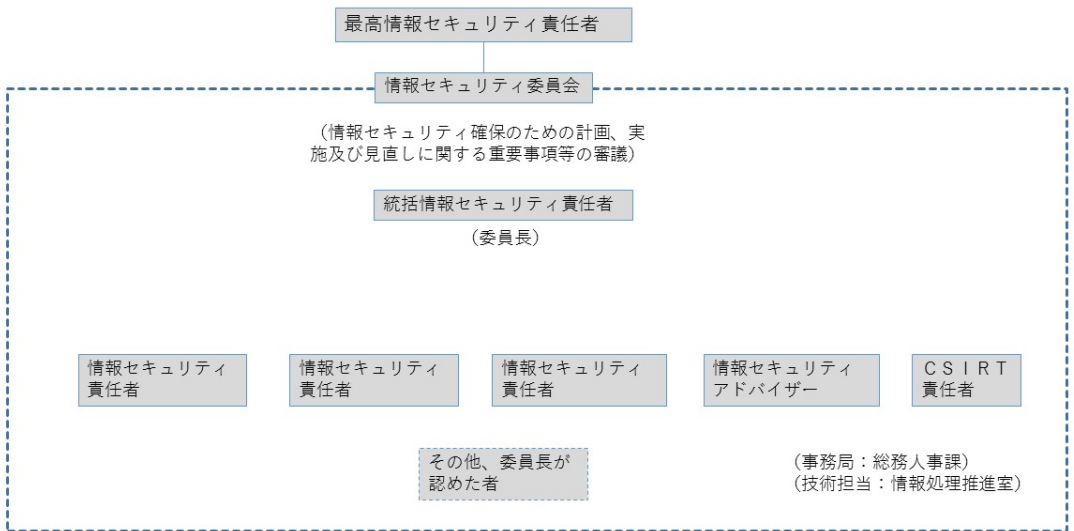 最高情報セキュリティ責任者
情報セキュリティ委員会
（情報セキュリティ確保のための計画、実
施及び見直しに関する重要事項等の審議）
統括情報セキュリティ責任者
（委員長）
情報セキュリティ
責任者
情報セキュリティ
責任者
情報セキュリティ
責任者
情報セキュリティ
アドバイザー
ＣＳＩＲＴ
責任者
その他、委員長が
認めた者
（事務局：総務人事課）
（技術担当：情報処理推進室）